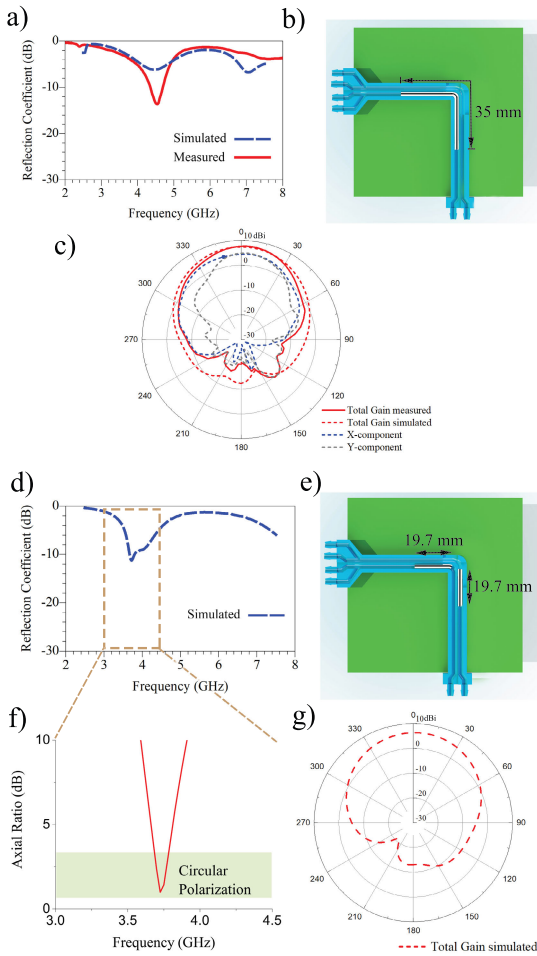 a)
Reflection Coefficient (dB)
0
-10
-20
-30
2 3 4 5 6 7 8
Frequency (GHz)
Simulated
Measured
b)
35 mm
c)
0
10 dBi
30
60
90
120
150
180
210
240
270
300
330
0
-10
-20
-30
Total Gain measured
Total Gain simulated
X-component
Y-component
d)
Reflection Coefficient (dB)
0
-10
-20
-30
2 3 4 5 6 7 8
Frequency (GHz)
Simulated
e)
19.7 mm
19.7 mm
f)
Axial Ratio (dB)
10
5
0
3.0 3.5 4.0 4.5
Frequency (GHz)
Circular
Polarization
g)
0
10dBi
30
60
90
120
150
180
210
240
270
300
330
0
-10
-20
-30
Total Gain simulated